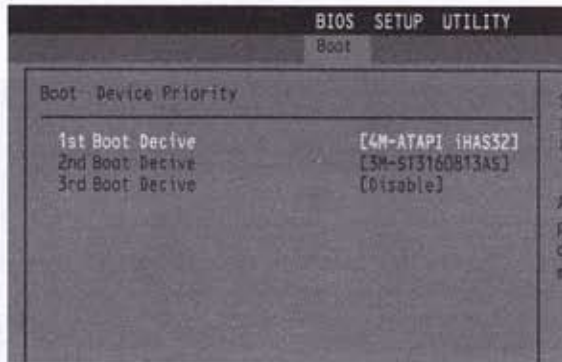 BIOS SETUP UTILITY
Boot
Boot Device Priority
1st Boot Decive [4M-ATAPI iHAS32]
2nd Boot Decive [3M-ST3160813AS]
3rd Boot Decive [Disable]